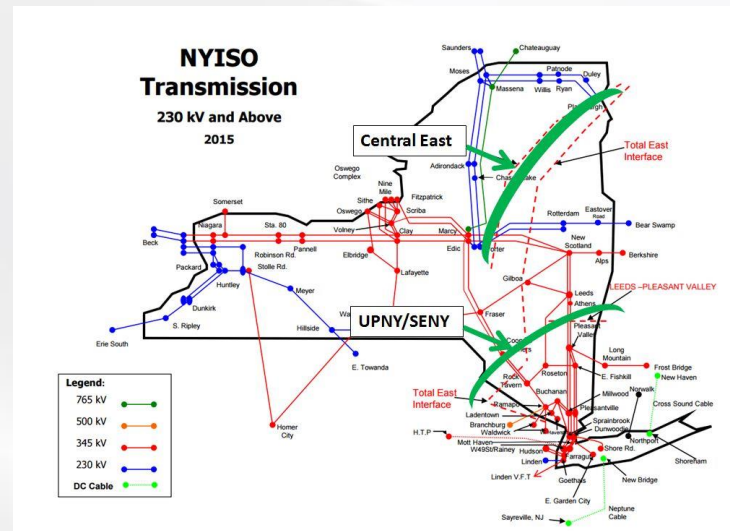 NYISO
Transmission
230 kV and Above
2015
Saunders
Chateauguay
Moses
Massena
Patnode
Willis
Ryan
Duley
Central East
Total East
Interface
Adirondack
Oswego
Complex
Nine
Mile
Fitzpatrick
Sithe
Scriba
Oswego
Volney
Clay
Somerset
Niagara
Sta. 80
Beck
Pannell
Packard
Robinson Rd.
Stolle Rd.
Huntley
Elbridge
Lafayette
Marcy
Edic
Rotterdam
Eastover
Road
Bear Swamp
New
Scotland
Alps
Berkshire
Gilboa
Leeds
Athens
LEEDS –PLEASANT VALLEY
Meyer
Dunkirk
S. Ripley
Erie South
Hillside
E. Towanda
Fraser
UPNY/SENY
Pleasant
Valley
Long
Mountain
Frost Bridge
New Haven
Rock
Tavern
Roseton
E. Fishkill
Norwalk
Buchanan
Millwood
Cross Sound Cable
Total East
Interface
Ramapo
Ladentown
Pleasantville
Branchburg
Waldwick
Sprainbrook
Dunwoodie
H.T.P
Mott Haven
W49St/Rainey
Hudson
Farragut
Shore Rd.
Northport
Shoreham
Linden
Goethals
Linden V.F.T
E. Garden City
New Bridge
Neptune
Cable
Sayreville, NJ
Homer
City
Legend:
765 kV
500 kV
345 kV
230 kV
DC Cable